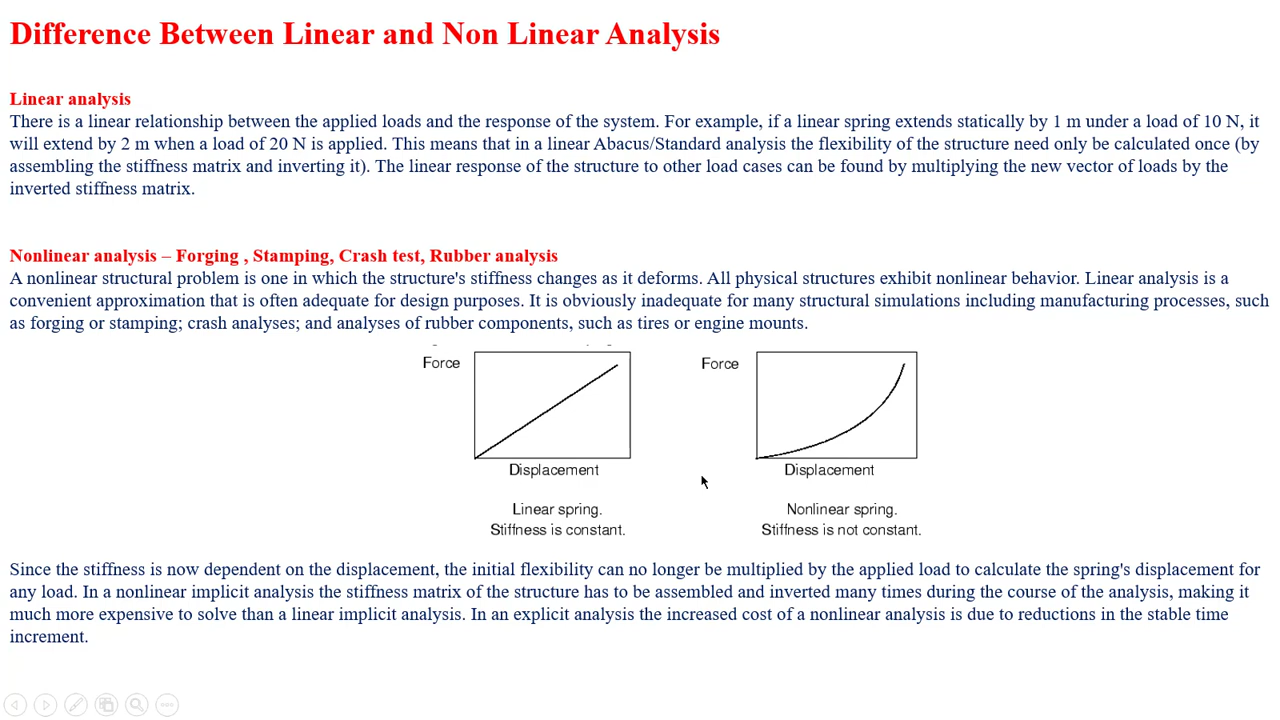 Difference Between Linear and Non Linear Analysis
Linear analysis
There is a linear relationship between the applied loads and the response of the system. For example, if a linear spring extends statically by 1 m under a load of 10 N, it
will extend by 2 m when a load of 20 N is applied. This means that in a linear Abacus/Standard analysis the flexibility of the structure need only be calculated once (by
assembling the stiffness matrix and inverting it). The linear response of the structure to other load cases can be found by multiplying the new vector of loads by the
inverted stiffness matrix.
Nonlinear analysis – Forging , Stamping, Crash test, Rubber analysis
A nonlinear structural problem is one in which the structure's stiffness changes as it deforms. All physical structures exhibit nonlinear behavior. Linear analysis is a
convenient approximation that is often adequate for design purposes. It is obviously inadequate for many structural simulations including manufacturing processes, such
as forging or stamping; crash analyses; and analyses of rubber components, such as tires or engine mounts.
Force
Displacement
Linear spring.
Stiffness is constant.
Force
Displacement
Nonlinear spring.
Stiffness is not constant.
Since the stiffness is now dependent on the displacement, the initial flexibility can no longer be multiplied by the applied load to calculate the spring's displacement for
any load. In a nonlinear implicit analysis the stiffness matrix of the structure has to be assembled and inverted many times during the course of the analysis, making it
much more expensive to solve than a linear implicit analysis. In an explicit analysis the increased cost of a nonlinear analysis is due to reductions in the stable time
increment.